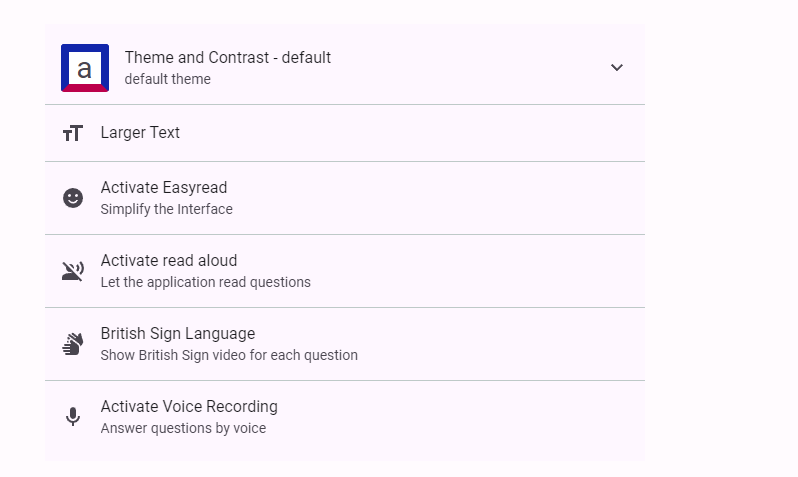 a
Theme and Contrast - default
default theme
Larger Text
Activate Easyread
Simplify the Interface
Activate read aloud
Let the application read questions
British Sign Language
Show British Sign video for each question
Activate Voice Recording
Answer questions by voice